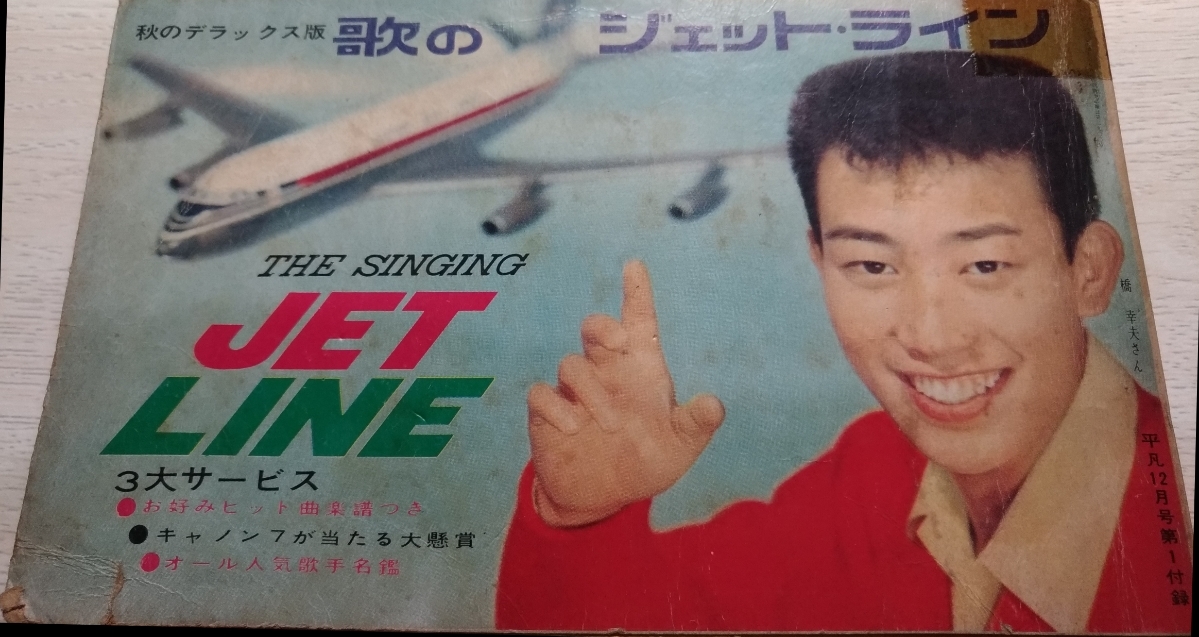 秋のデラックス版 歌の ジェット・ライン
THE SINGING
JET
LINE
3大サービス
●お好みヒット曲楽譜つき
●キャノン7が当たる大懸賞
●オール人気歌手名鑑
橋 幸夫さん
平凡12月号第1付録